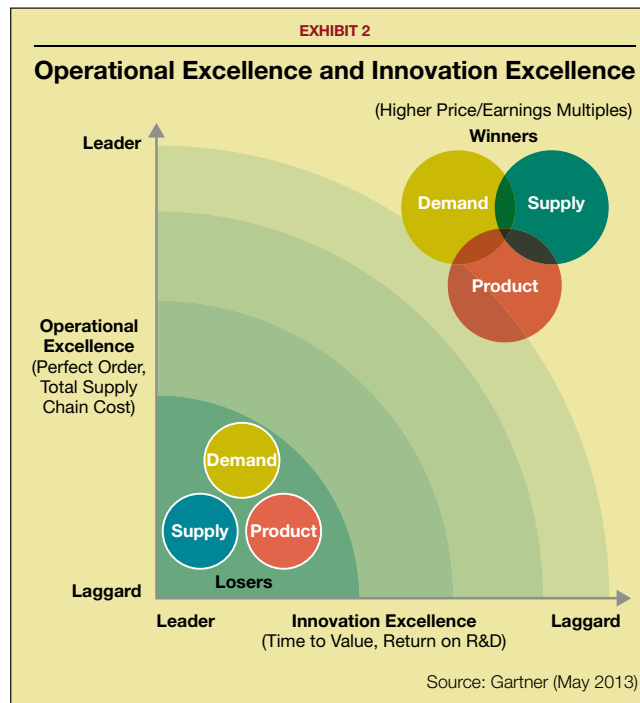 EXHIBIT 2
Operational Excellence and Innovation Excellence
(Higher Price/Earnings Multiples)
Winners
Leader
Demand
Supply
Product
Operational
Excellence
(Perfect Order,
Total Supply
Chain Cost)
Demand
Supply
Product
Losers
Laggard
Leader
Innovation Excellence
Laggard
(Time to Value, Return on R&D)
Source: Gartner (May 2013)